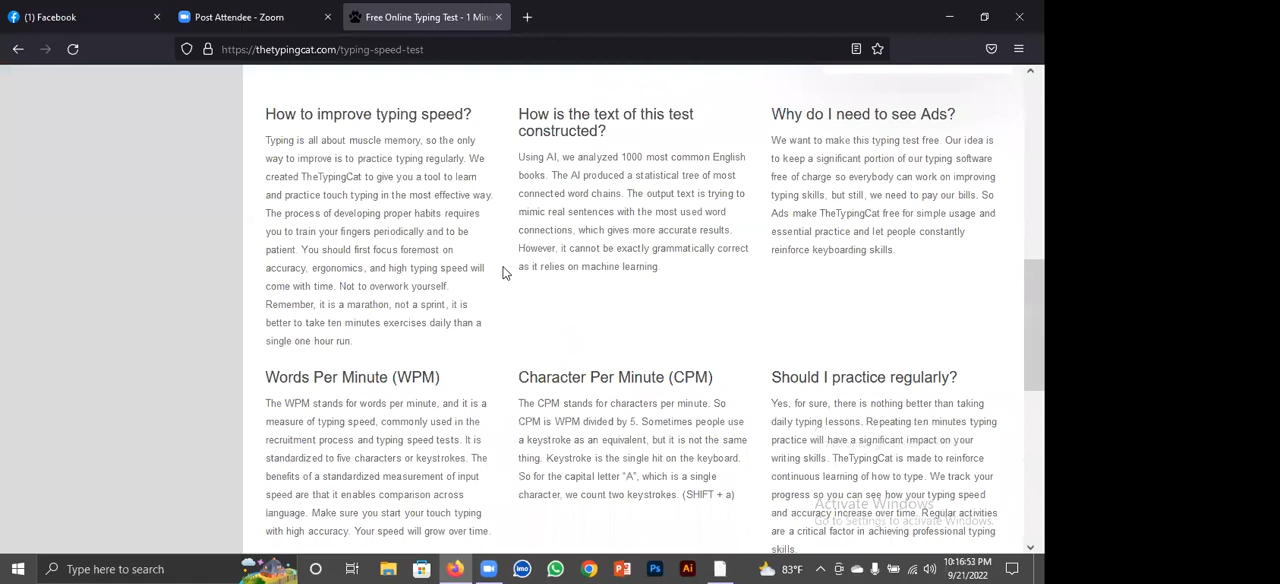 (1) Facebook
Post Attendee - Zoom
Free Online Typing Test - 1 Minu
https://thetypingcat.com/typing-speed-test
How to improve typing speed?
Typing is all about muscle memory, so the only
way to improve is to practice typing regularly. We
created TheTypingCat to give you a tool to learn
and practice touch typing in the most effective way.
The process of developing proper habits requires
you to train your fingers periodically and to be
patient. You should first focus foremost on
accuracy, ergonomics, and high typing speed will
come with time. Not to overwork yourself.
Remember, it is a marathon, not a sprint, it is
better to take ten minutes exercises daily than a
single one hour run.
How is the text of this test
constructed?
Using AI, we analyzed 1000 most common English
books. The AI produced a statistical tree of most
connected word chains. The output text is trying to
mimic real sentences with the most used word
connections, which gives more accurate results.
However, it cannot be exactly grammatically correct
as it relies on machine learning.
Why do I need to see Ads?
We want to make this typing test free. Our idea is
to keep a significant portion of our typing software
free of charge so everybody can work on improving
typing skills, but still, we need to pay our bills. So
Ads make TheTypingCat free for simple usage and
essential practice and let people constantly
reinforce keyboarding skills.
Words Per Minute (WPM)
The WPM stands for words per minute, and it is a
measure of typing speed, commonly used in the
recruitment process and typing speed tests. It is
standardized to five characters or keystrokes. The
benefits of a standardized measurement of input
speed are that it enables comparison across
language. Make sure you start your touch typing
with high accuracy. Your speed will grow over time.
Character Per Minute (CPM)
The CPM stands for characters per minute. So
CPM is WPM divided by 5. Sometimes people use
a keystroke as an equivalent, but it is not the same
thing. Keystroke is the single hit on the keyboard.
So for the capital letter “A”, which is a single
character, we count two keystrokes. (SHIFT + a)
Should I practice regularly?
Yes, for sure, there is nothing better than taking
daily typing lessons. Repeating ten minutes typing
practice will have a significant impact on your
writing skills. TheTypingCat is made to reinforce
continuous learning of how to type. We track your
progress so you can see how your typing speed
and accuracy increase over time. Regular activities
are a critical factor in achieving professional typing
skills.
Activate Windows
Go to Settings to activate Windows.
Type here to search
imo
P
Ps
Ai
83°F
10:16:53 PM
9/21/2022